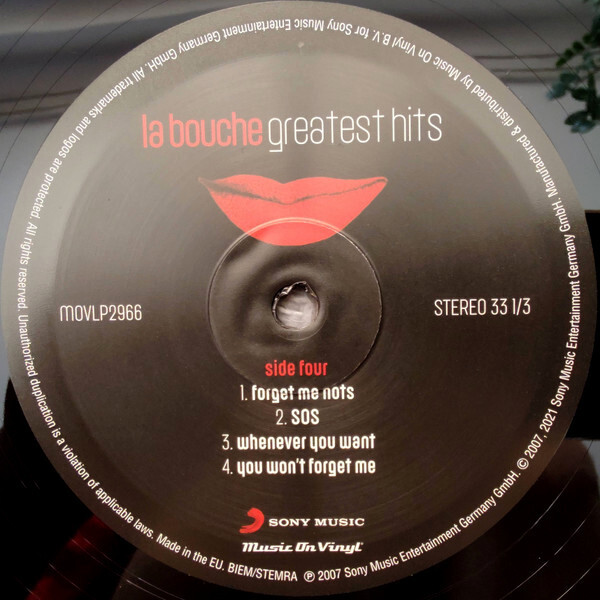 la bouche greatest hits
MOVLP2966
STEREO 33 1/3
side four
1. forget me nots
2. SOS
3. whenever you want
4. you won't forget me
SONY MUSIC
Music On Vinyl
℗ 2007 Sony Music Entertainment Germany GmbH. © 2007, 2021 Sony Music Entertainment Germany GmbH. Manufactured & distributed by Music On Vinyl B.V. for Sony Music Entertainment Germany GmbH. All trademarks and logos are protected. All rights reserved. Unauthorized duplication is a violation of applicable laws. Made in the EU. BIEM/STEMRA